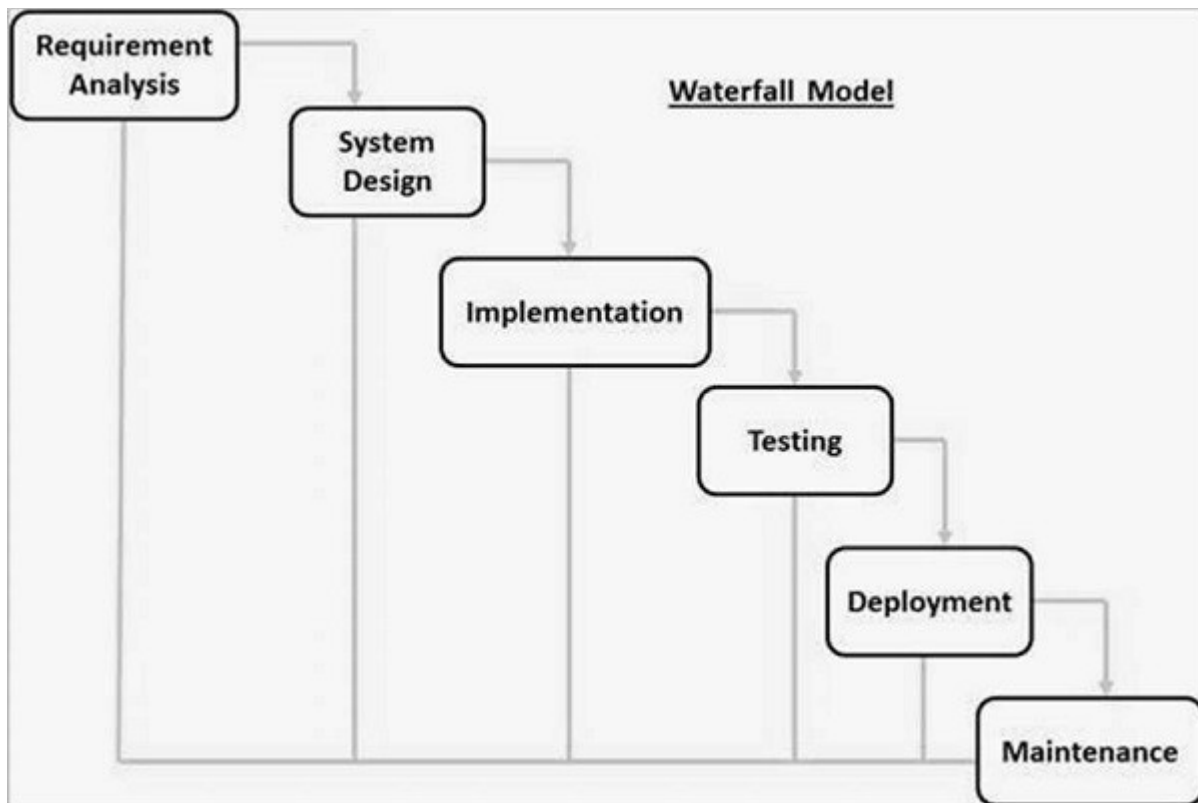 Requirement
Analysis
Waterfall Model
System
Design
Implementation
Testing
Deployment
Maintenance